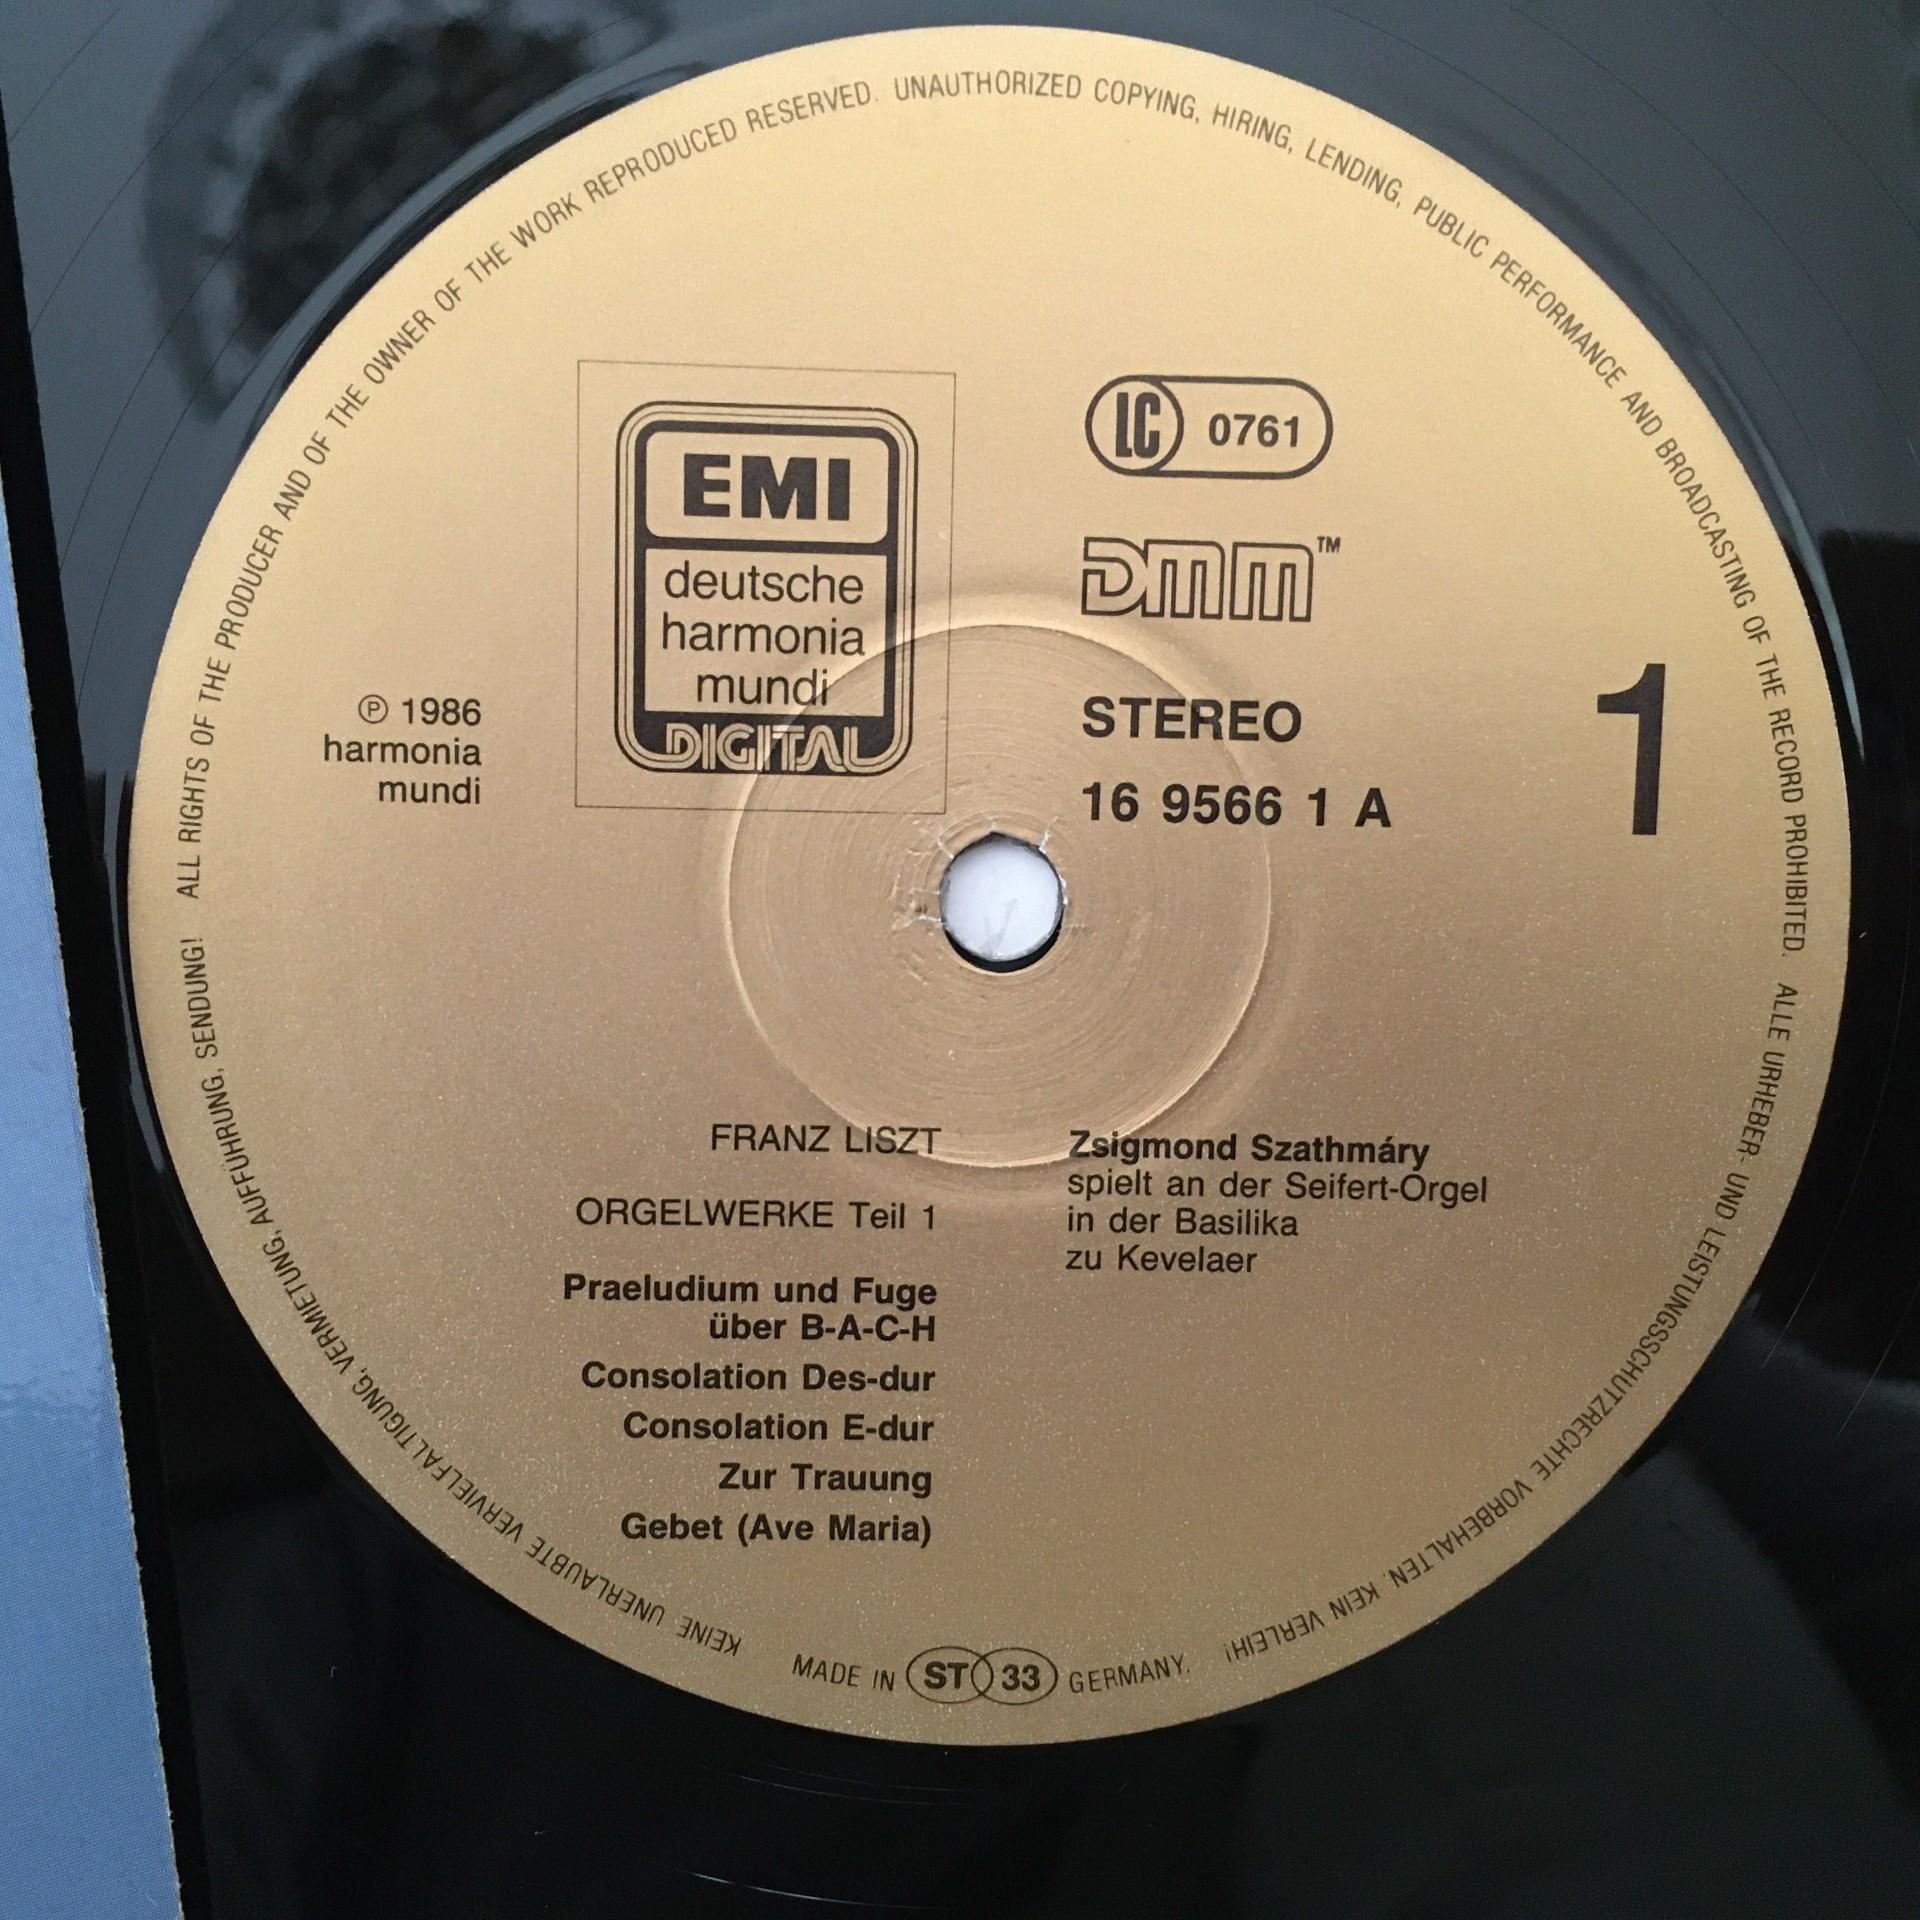 ALL RIGHTS OF THE PRODUCER AND OF THE OWNER OF THE WORK REPRODUCED RESERVED. UNAUTHORIZED COPYING, HIRING, LENDING, PUBLIC PERFORMANCE AND BROADCASTING OF THE RECORD PROHIBITED.
ALLE URHEBER- UND LEISTUNGSSCHUTZRECHTE VORBEHALTEN. KEIN VERLEIH!
KEINE UNERLAUBTE VERVIELFÄLTIGUNG, VERMIETUNG, AUFFÜHRUNG, SENDUNG!
EMI
deutsche
harmonia
mundi
DIGITAL
LC 0761
DMM™
STEREO
16 9566 1 A
1
℗ 1986
harmonia
mundi
FRANZ LISZT
ORGELWERKE Teil 1
Praeludium und Fuge
über B-A-C-H
Consolation Des-dur
Consolation E-dur
Zur Trauung
Gebet (Ave Maria)
Zsigmond Szathmáry
spielt an der Seifert-Orgel
in der Basilika
zu Kevelaer
MADE IN ST 33 GERMANY.